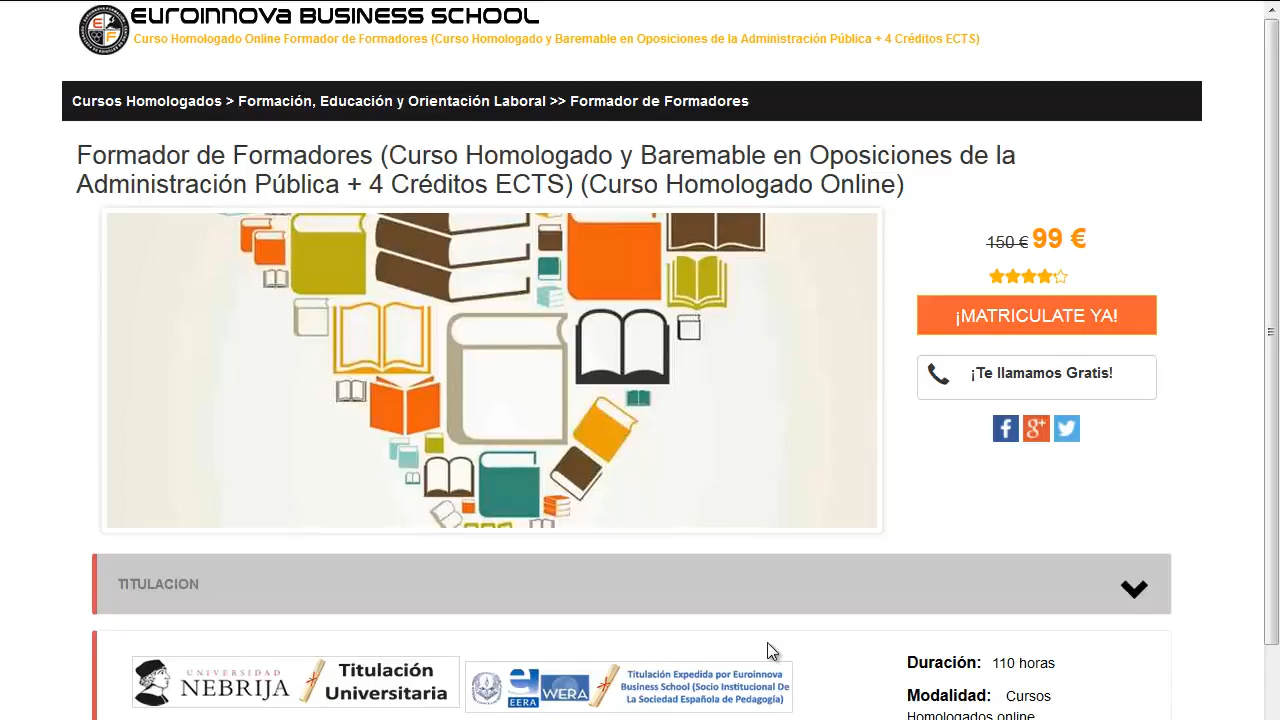 EUROINNOVA BUSINESS SCHOOL
Curso Homologado Online Formador de Formadores (Curso Homologado y Baremable en Oposiciones de la Administración Pública + 4 Créditos ECTS)
Cursos Homologados > Formación, Educación y Orientación Laboral >> Formador de Formadores
Formador de Formadores (Curso Homologado y Baremable en Oposiciones de la
Administración Pública + 4 Créditos ECTS) (Curso Homologado Online)
150 € 99 €
¡MATRICULATE YA!
¡Te llamamos Gratis!
TITULACION
UNIVERSIDAD
NEBRIJA
Titulación
Universitaria
EERA
WERA
Titulación Expedida por Euroinnova
Business School (Socio Institucional De
La Sociedad Española de Pedagogía)
Duración: 110 horas
Modalidad: Cursos
Homologados online